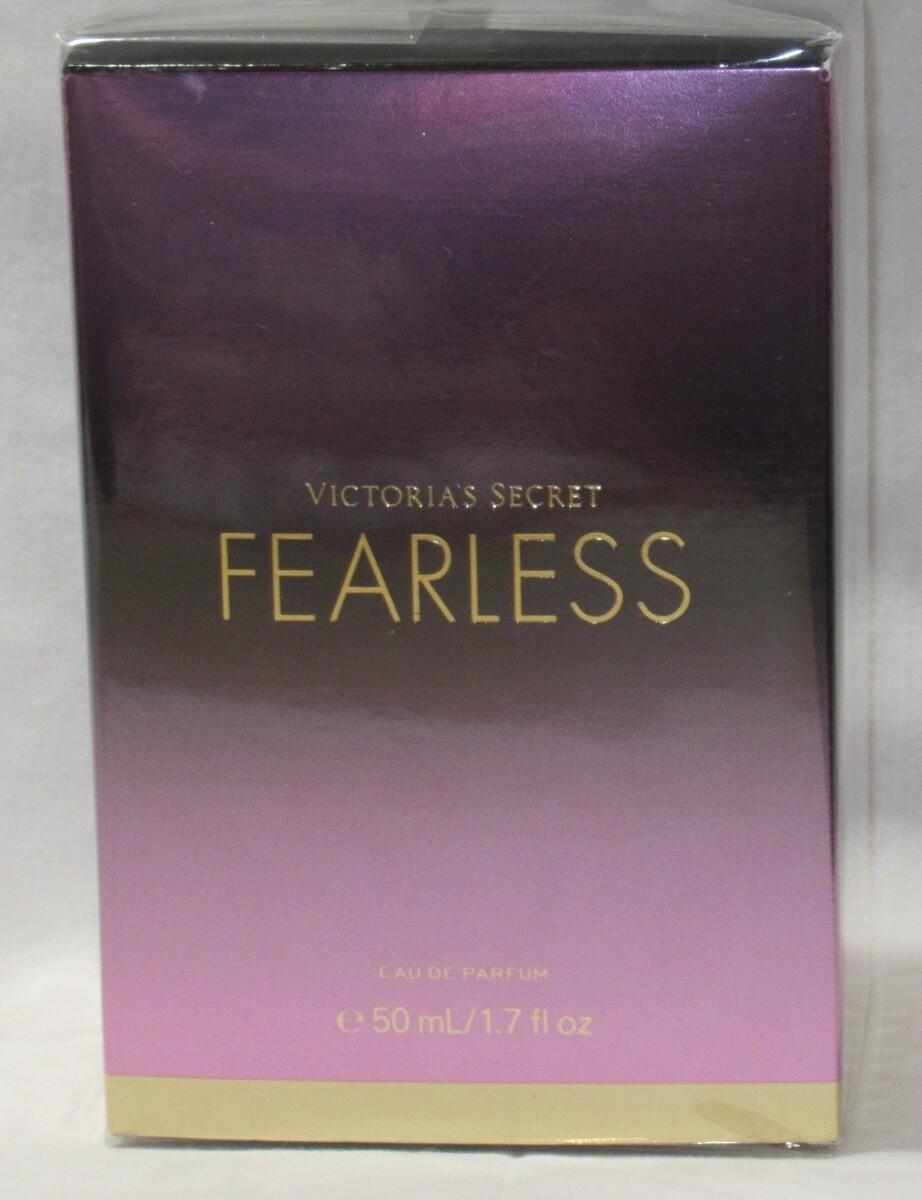 VICTORIA'S SECRET
FEARLESS
EAU DE PARFUM
℮ 50 mL/1.7 fl oz